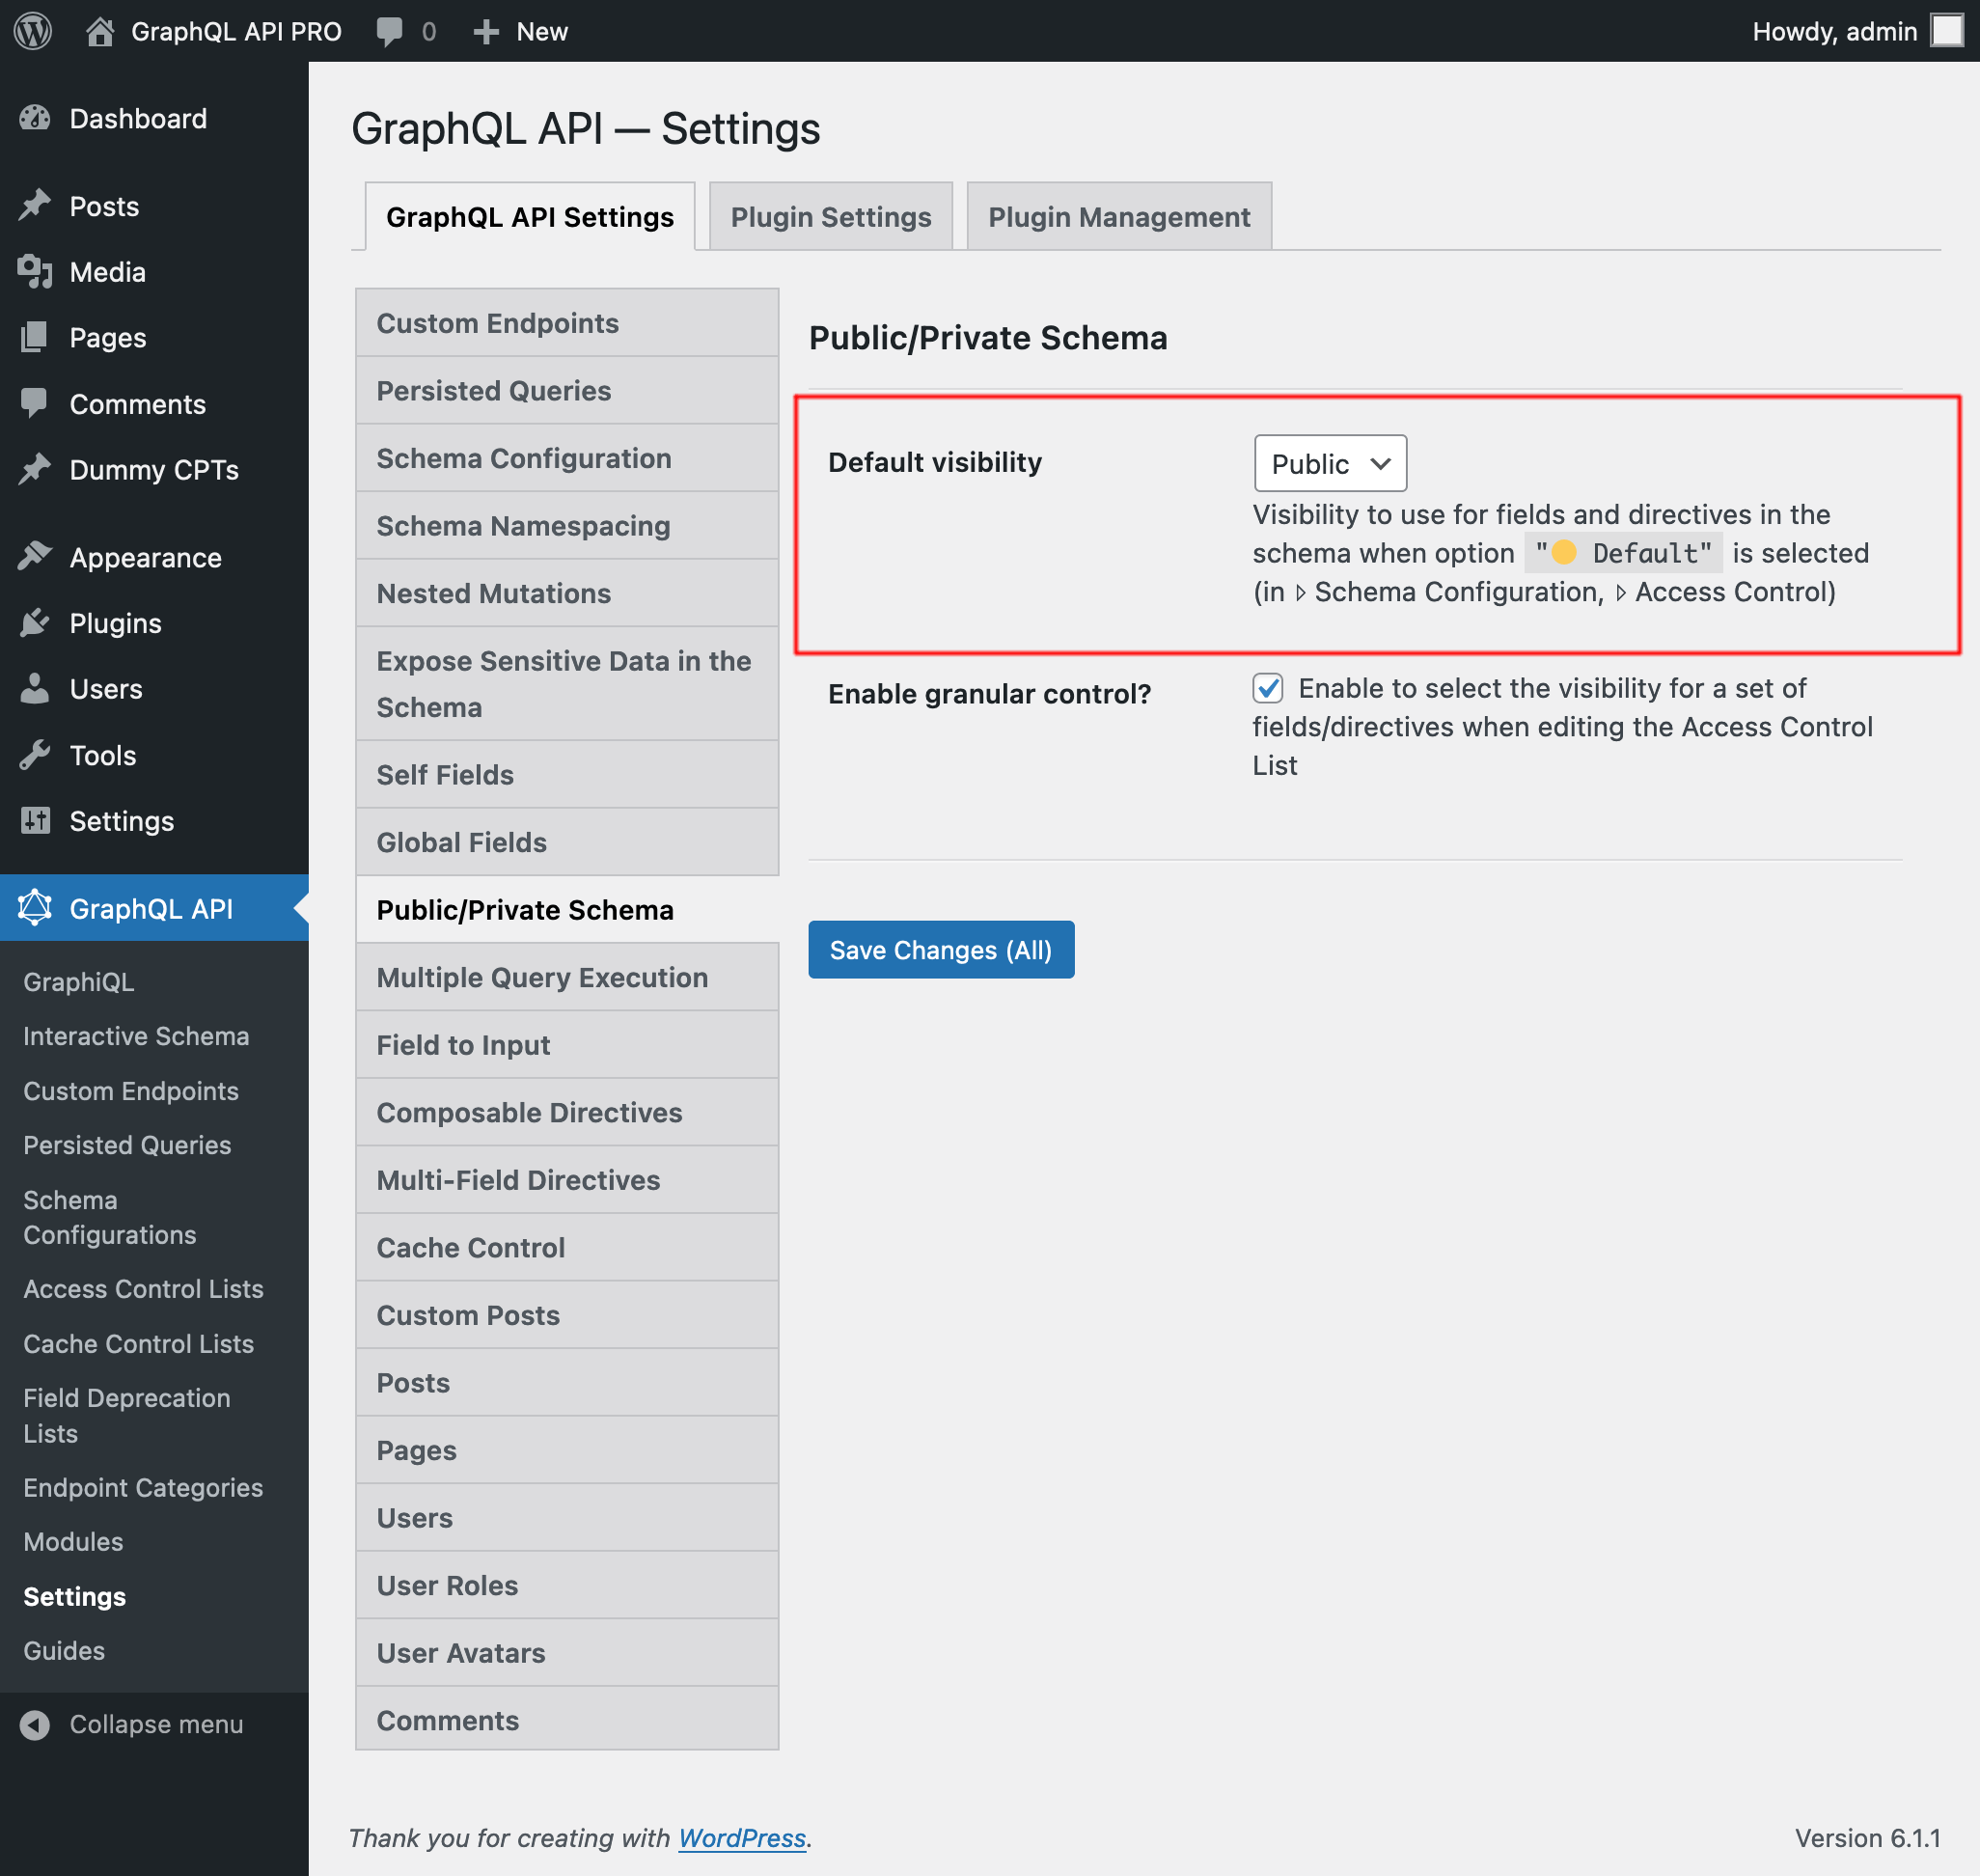 GraphQL API PRO
0
New
Howdy, admin
Dashboard
Posts
Media
Pages
Comments
Dummy CPTs
Appearance
Plugins
Users
Tools
Settings
GraphQL API
GraphiQL
Interactive Schema
Custom Endpoints
Persisted Queries
Schema
Configurations
Access Control Lists
Cache Control Lists
Field Deprecation
Lists
Endpoint Categories
Modules
Settings
Guides
Collapse menu
GraphQL API — Settings
GraphQL API Settings
Plugin Settings
Plugin Management
Custom Endpoints
Persisted Queries
Schema Configuration
Schema Namespacing
Nested Mutations
Expose Sensitive Data in the
Schema
Self Fields
Global Fields
Public/Private Schema
Multiple Query Execution
Field to Input
Composable Directives
Multi-Field Directives
Cache Control
Custom Posts
Posts
Pages
Users
User Roles
User Avatars
Comments
Public/Private Schema
Default visibility
Public
Visibility to use for fields and directives in the
schema when option "🟡 Default" is selected
(in ▹ Schema Configuration, ▹ Access Control)
Enable granular control?
Enable to select the visibility for a set of
fields/directives when editing the Access Control
List
Save Changes (All)
Thank you for creating with WordPress.
Version 6.1.1